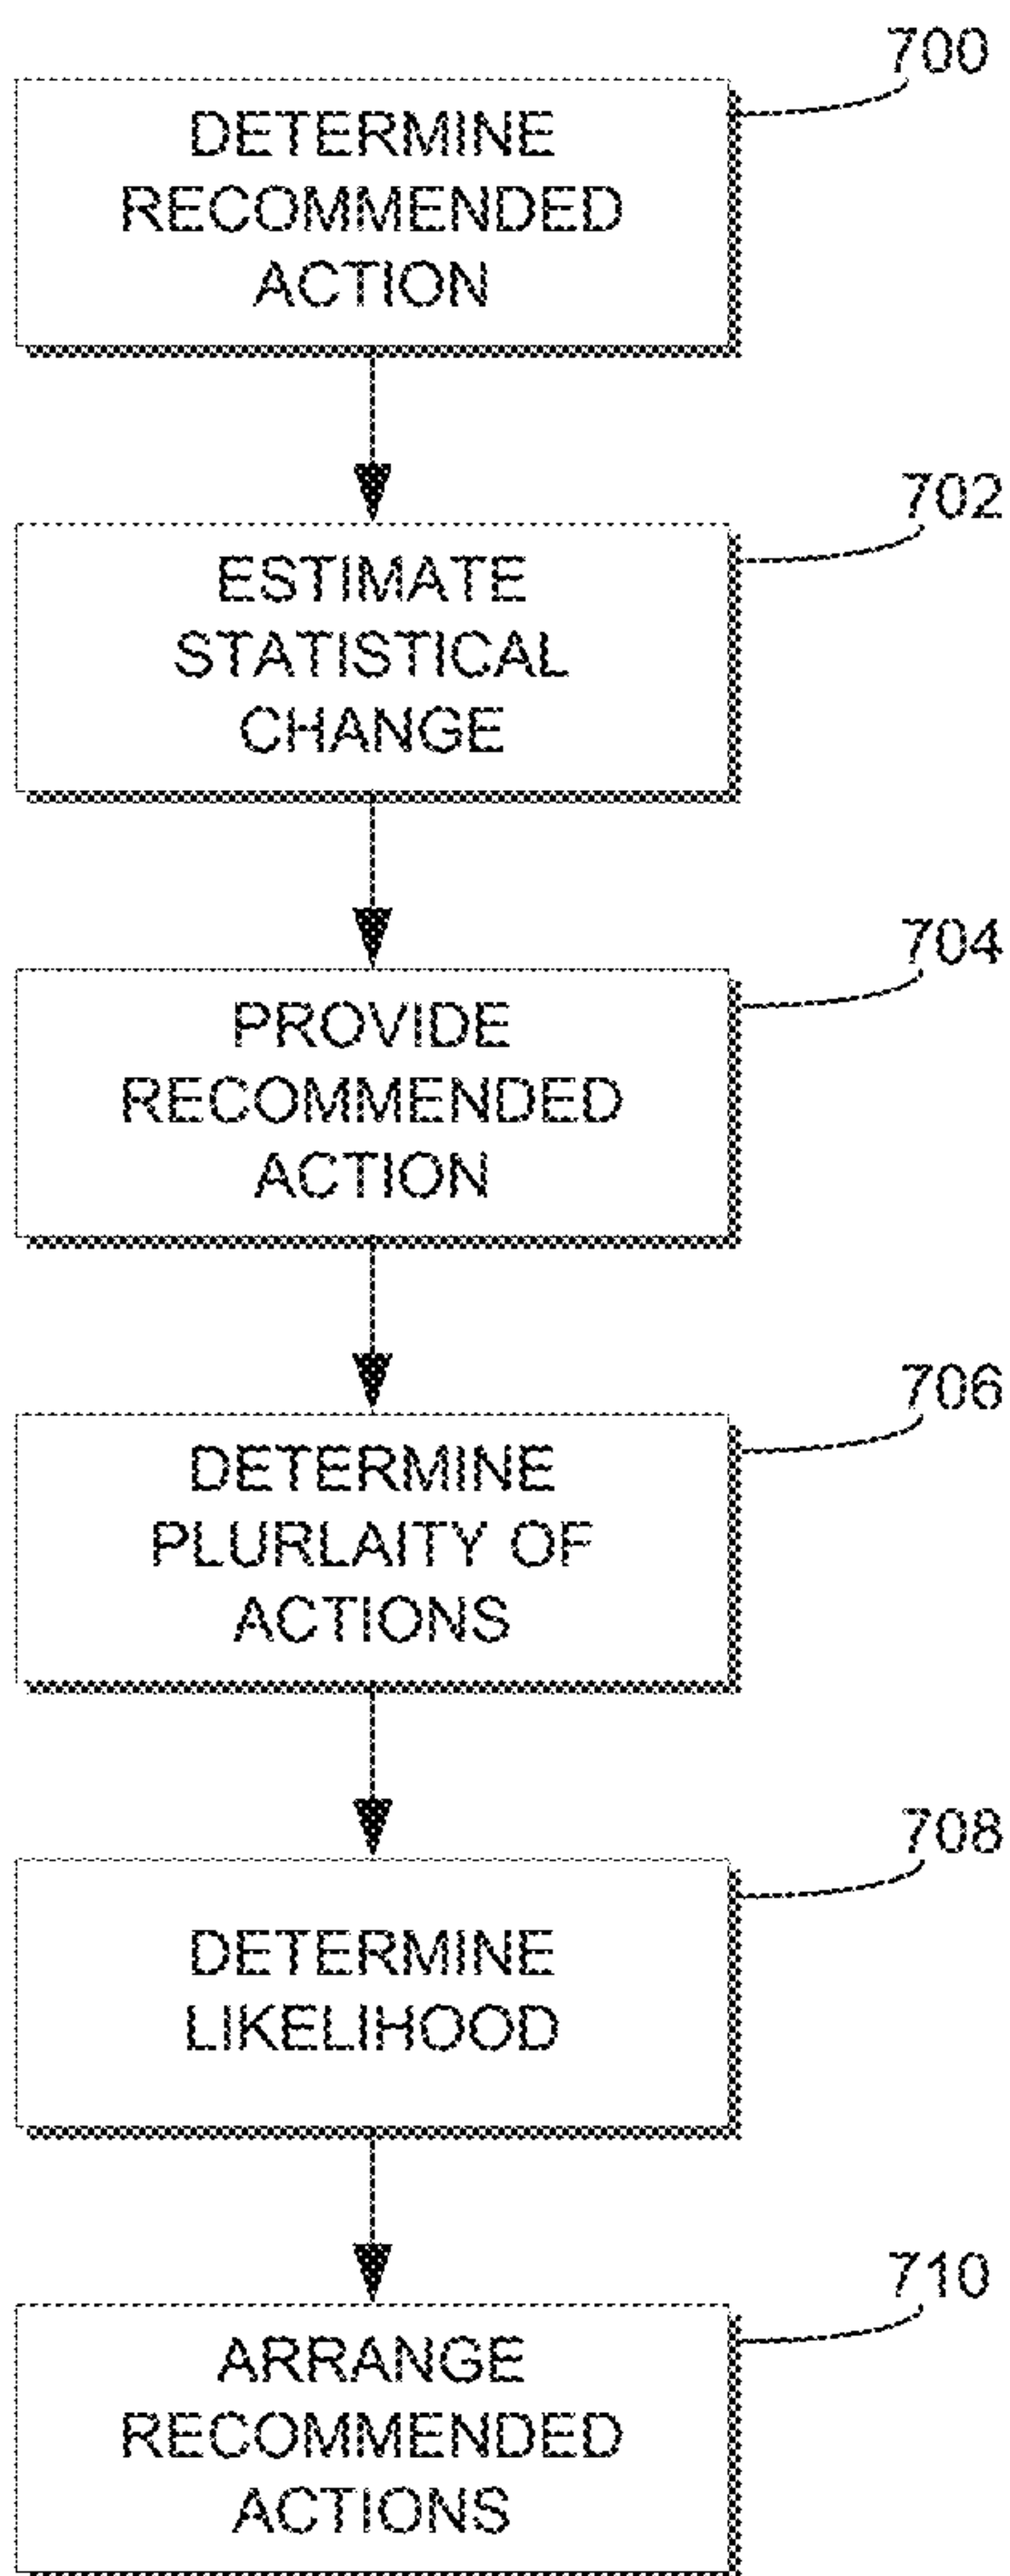 700
DETERMINE
RECOMMENDED
ACTION
702
ESTIMATE
STATISTICAL
CHANGE
704
PROVIDE
RECOMMENDED
ACTION
706
DETERMINE
PLURLAITY OF
ACTIONS
708
DETERMINE
LIKELIHOOD
710
ARRANGE
RECOMMENDED
ACTIONS